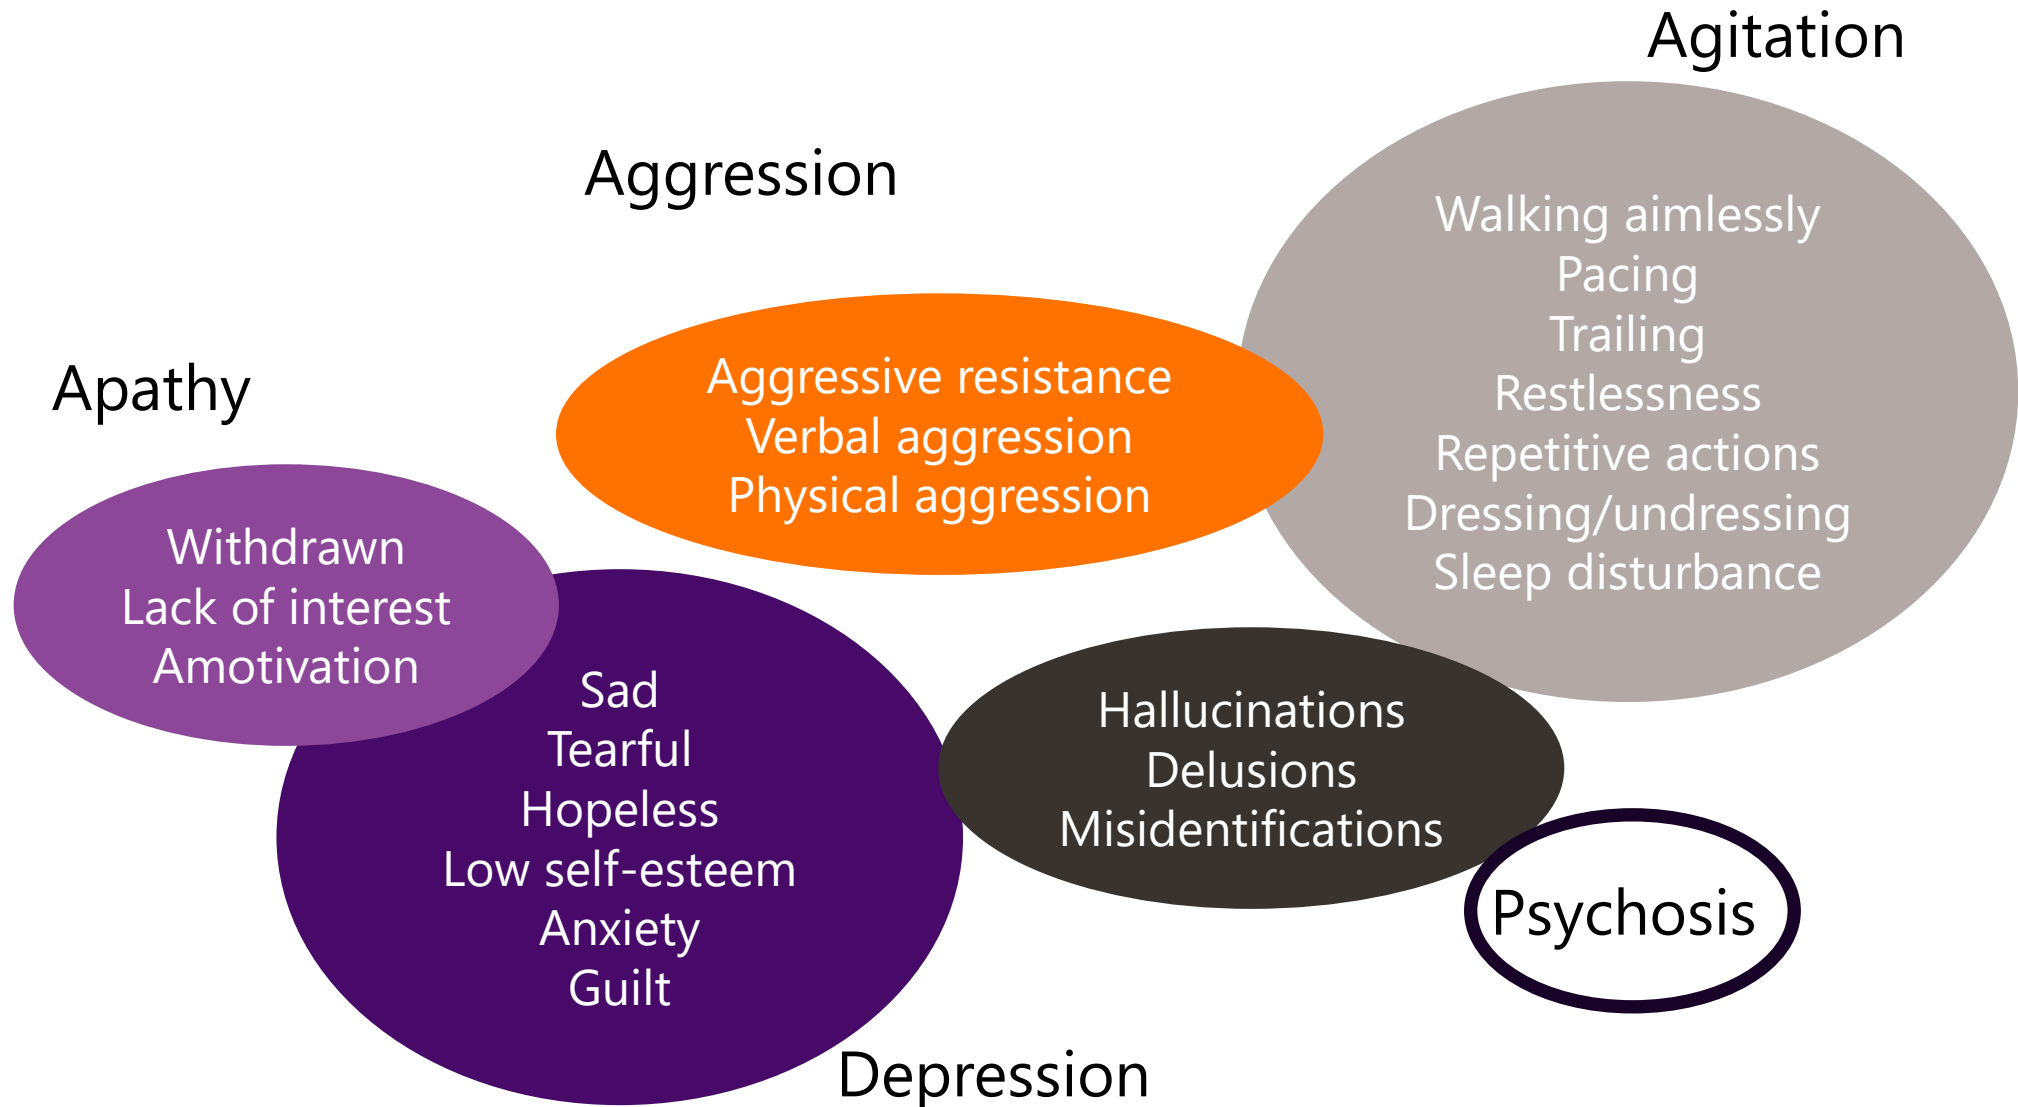 Agitation
Walking aimlessly
Pacing
Trailing
Restlessness
Repetitive actions
Dressing/undressing
Sleep disturbance
Aggression
Aggressive resistance
Verbal aggression
Physical aggression
Apathy
Withdrawn
Lack of interest
Amotivation
Sad
Tearful
Hopeless
Low self-esteem
Anxiety
Guilt
Depression
Hallucinations
Delusions
Misidentifications
Psychosis